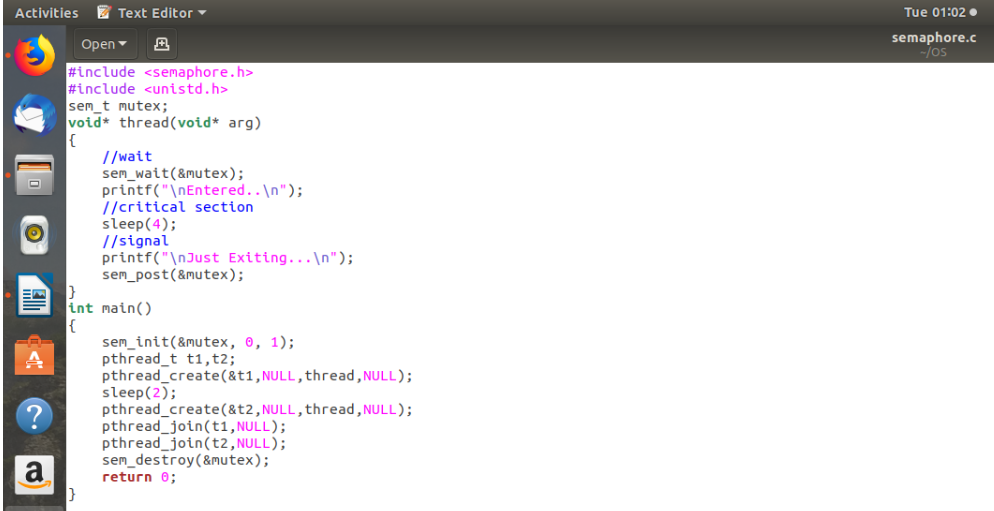 Activities Text Editor Tue 01:02
Open semaphore.c
~/OS
#include <semaphore.h>
#include <unistd.h>
sem_t mutex;
void* thread(void* arg)
{
    //wait
    sem_wait(&mutex);
    printf("\nEntered..\n");
    //critical section
    sleep(4);
    //signal
    printf("\nJust Exiting...\n");
    sem_post(&mutex);
}
int main()
{
    sem_init(&mutex, 0, 1);
    pthread_t t1,t2;
    pthread_create(&t1,NULL,thread,NULL);
    sleep(2);
    pthread_create(&t2,NULL,thread,NULL);
    pthread_join(t1,NULL);
    pthread_join(t2,NULL);
    sem_destroy(&mutex);
    return 0;
}